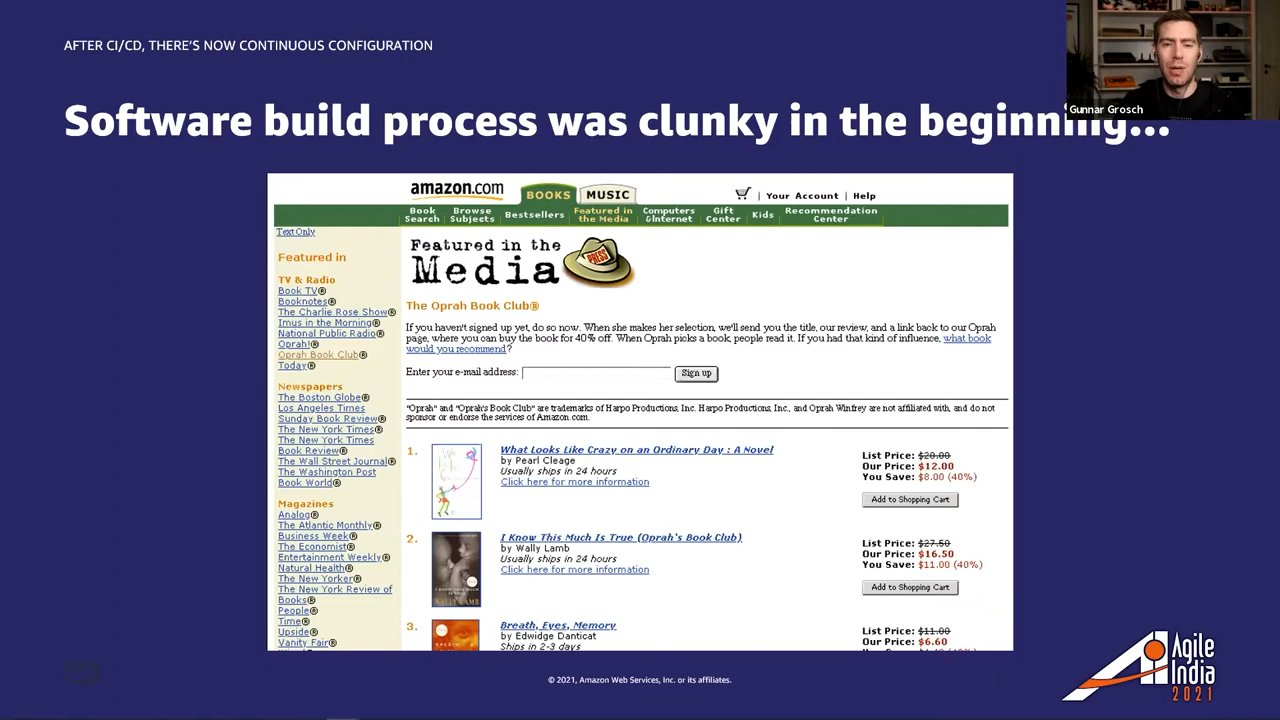 AFTER CI/CD, THERE'S NOW CONTINUOUS CONFIGURATION
Gunnar Grosch
Software build process was clunky in the beginning...
amazon.com
BOOKS
MUSIC
| Your Account | Help
Book Search
Browse Subjects
Bestsellers
Featured in the Media
Computers & Internet
Gift Center
Kids
Recommendation Center
Text Only
Featured in
TV & Radio
Book TV®
Booknotes®
The Charlie Rose Show®
Imus in the Morning®
National Public Radio®
Oprah!®
Oprah Book Club®
Today®
Newspapers
The Boston Globe®
Los Angeles Times
Sunday Book Review®
The New York Times®
The New York Times
Book Review®
The Wall Street Journal®
The Washington Post
Book World®
Magazines
Analog®
The Atlantic Monthly®
Business Week®
The Economist®
Entertainment Weekly®
Natural Health®
The New Yorker®
The New York Review of
Books®
People®
Time®
Upside®
Vanity Fair®
Featured in the
Media
PRESS
The Oprah Book Club®
If you haven't signed up yet, do so now. When she makes her selection, we'll send you the title, our review, and a link back to our Oprah
page, where you can buy the book for 40% off. When Oprah picks a book, people read it. If you had that kind of influence, what book
would you recommend?
Enter your e-mail address:
Sign up
"Oprah" and "Oprah's Book Club" are trademarks of Harpo Productions, Inc. Harpo Productions, Inc., and Oprah Winfrey are not affiliated with, and do not
sponsor or endorse the services of Amazon.com.
1.
What Looks Like Crazy on an Ordinary Day : A Novel
by Pearl Cleage
Usually ships in 24 hours
Click here for more information
List Price: $20.00
Our Price: $12.00
You Save: $8.00 (40%)
Add to Shopping Cart
2.
I Know This Much Is True (Oprah's Book Club)
by Wally Lamb
Usually ships in 24 hours
Click here for more information
List Price: $27.50
Our Price: $16.50
You Save: $11.00 (40%)
Add to Shopping Cart
3.
Breath, Eyes, Memory
by Edwidge Danticat
Ships in 2-3 days
List Price: $11.00
Our Price: $6.60
© 2021, Amazon Web Services, Inc. or its affiliates.
Agile
India
2021